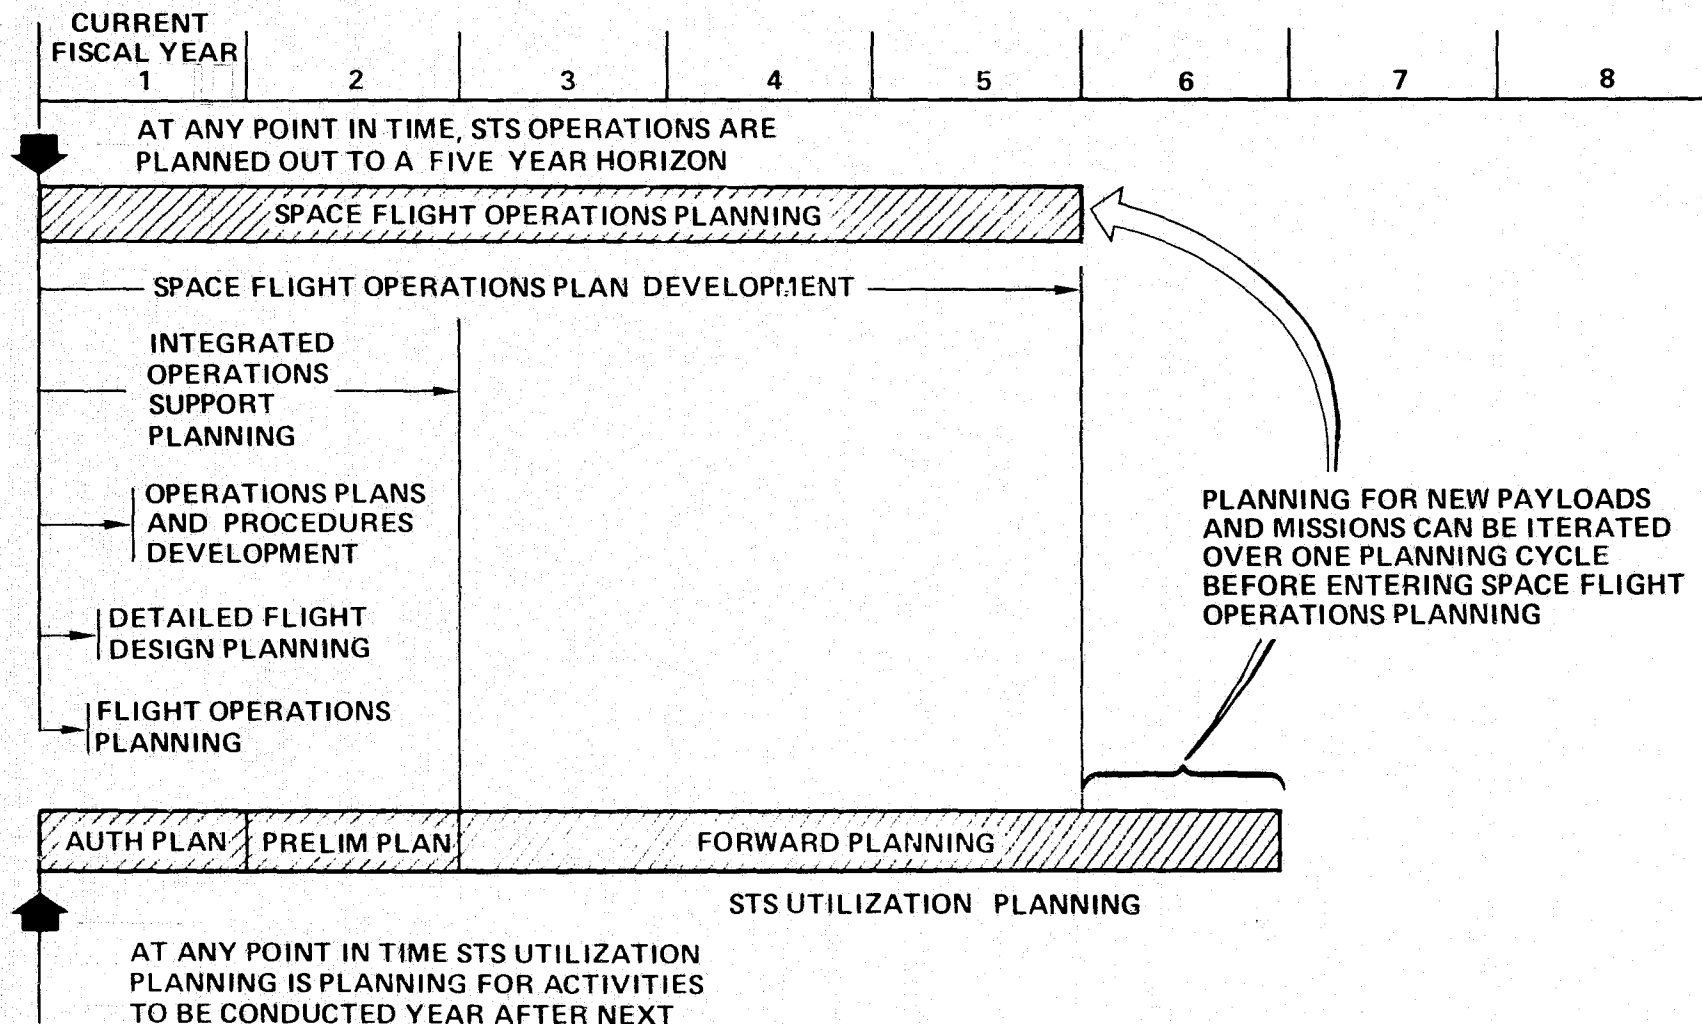 CURRENT
FISCAL YEAR
1 2 3 4 5 6 7 8
AT ANY POINT IN TIME, STS OPERATIONS ARE
PLANNED OUT TO A FIVE YEAR HORIZON
SPACE FLIGHT OPERATIONS PLANNING
SPACE FLIGHT OPERATIONS PLAN DEVELOPMENT
INTEGRATED
OPERATIONS
SUPPORT
PLANNING
OPERATIONS PLANS
AND PROCEDURES
DEVELOPMENT
DETAILED FLIGHT
DESIGN PLANNING
FLIGHT OPERATIONS
PLANNING
PLANNING FOR NEW PAYLOADS
AND MISSIONS CAN BE ITERATED
OVER ONE PLANNING CYCLE
BEFORE ENTERING SPACE FLIGHT
OPERATIONS PLANNING
AUTH PLAN PRELIM PLAN FORWARD PLANNING
STS UTILIZATION PLANNING
AT ANY POINT IN TIME STS UTILIZATION
PLANNING IS PLANNING FOR ACTIVITIES
TO BE CONDUCTED YEAR AFTER NEXT